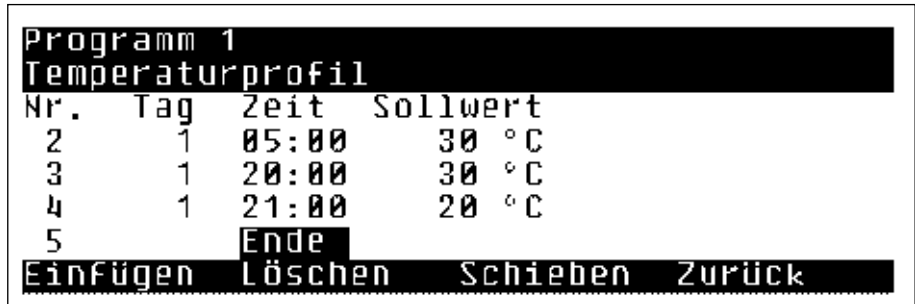 Programm 1
Temperaturprofil
Nr. Tag Zeit Sollwert
2 1 05:00 30 °C
3 1 20:00 30 °C
4 1 21:00 20 °C
5 Ende
Einfügen Löschen Schieben Zurück